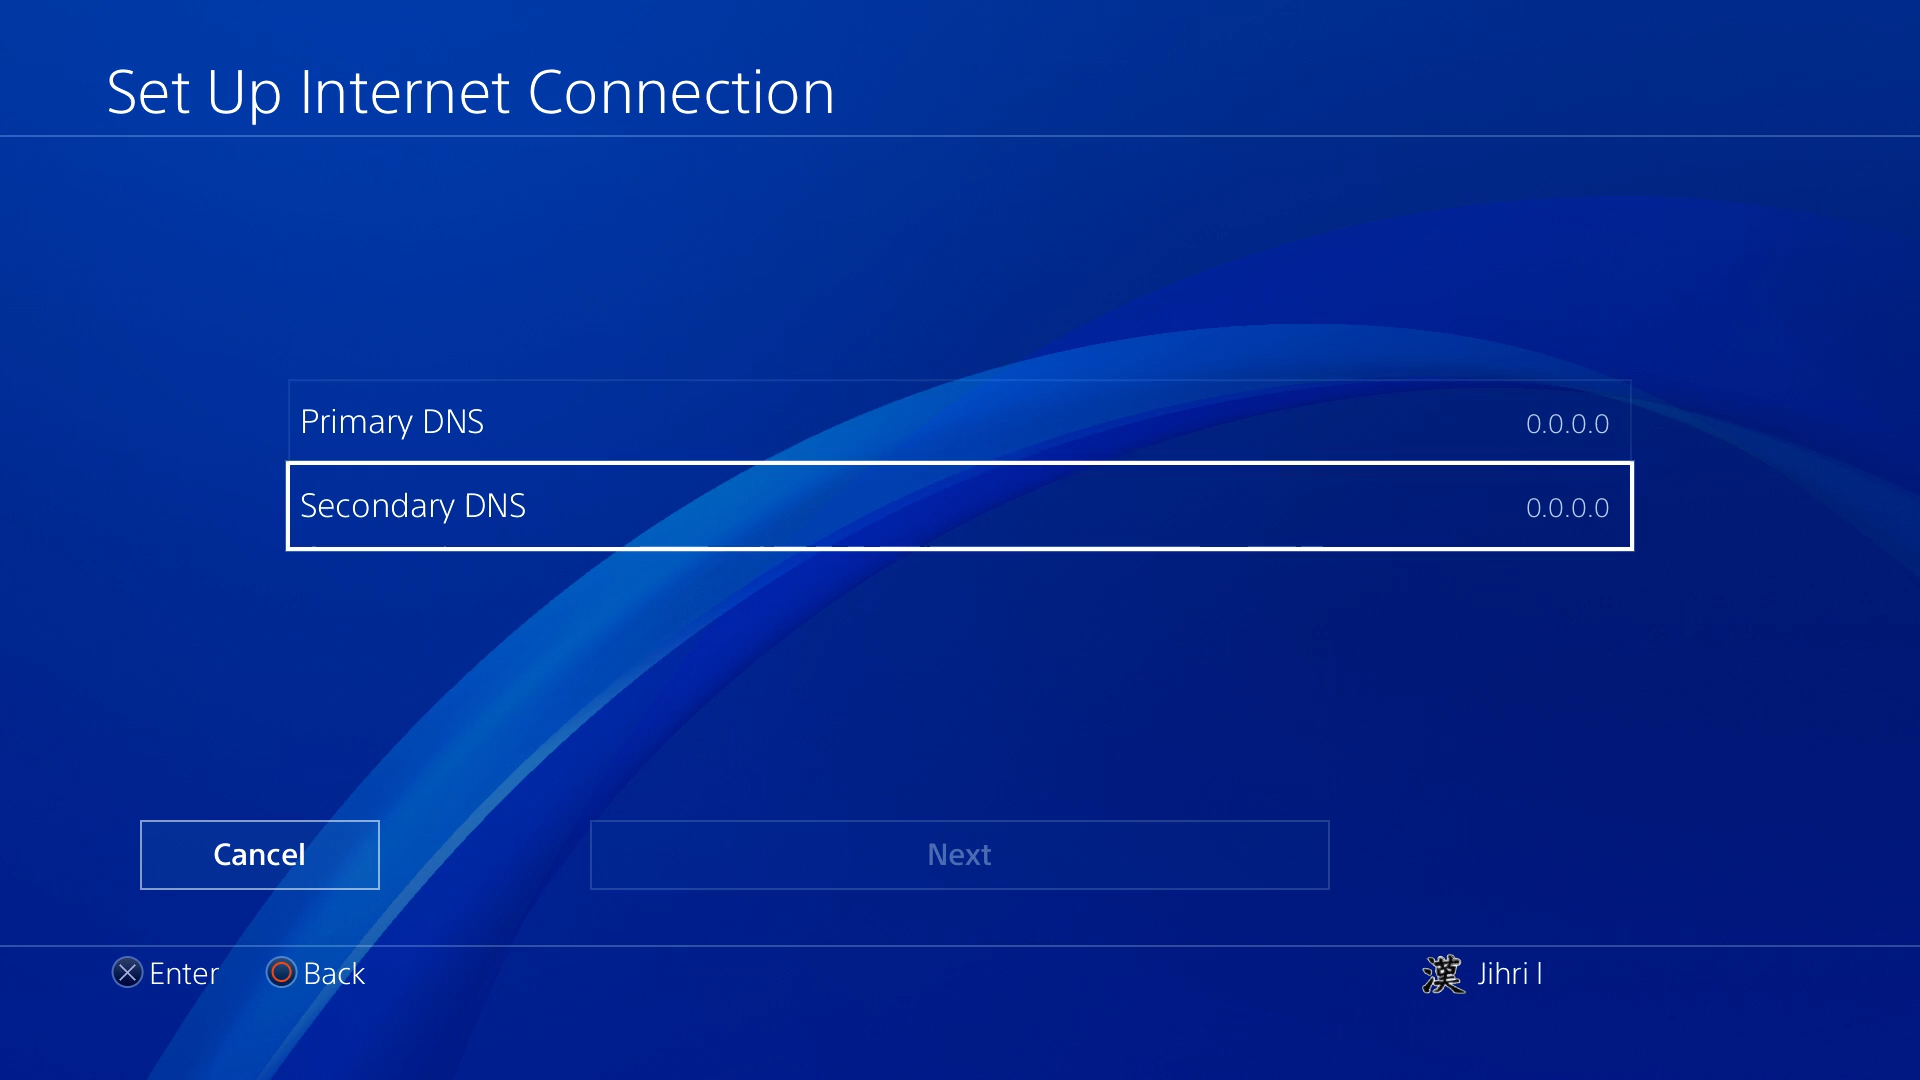 Set Up Internet Connection
Primary DNS 0.0.0.0
Secondary DNS 0.0.0.0
Cancel Next
Enter Back 漢 Jihri l